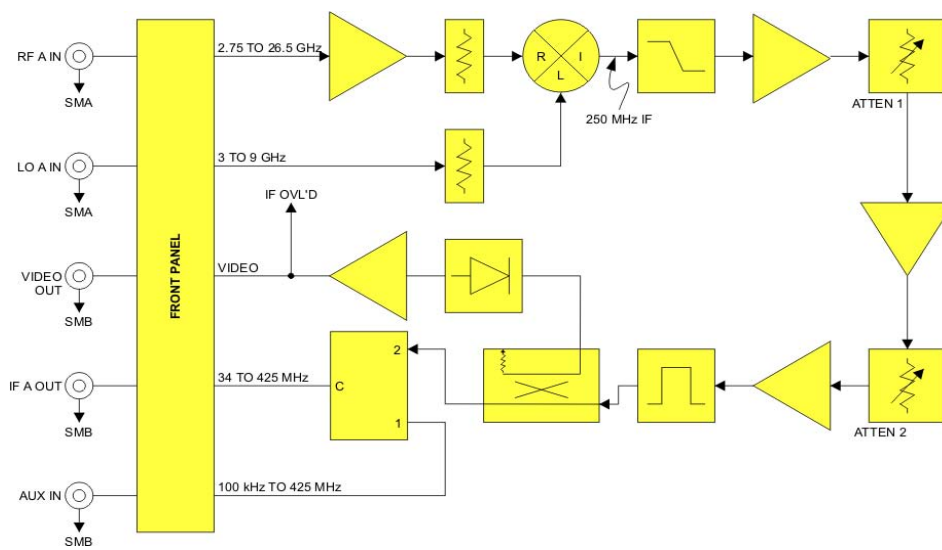 RF A IN
SMA
LO A IN
SMA
VIDEO
OUT
SMB
IF A OUT
SMB
AUX IN
SMB
FRONT PANEL
2.75 TO 26.5 GHz
R
I
L
250 MHz IF
ATTEN 1
3 TO 9 GHz
IF OVL'D
VIDEO
34 TO 425 MHz
C
2
1
ATTEN 2
100 kHz TO 425 MHz